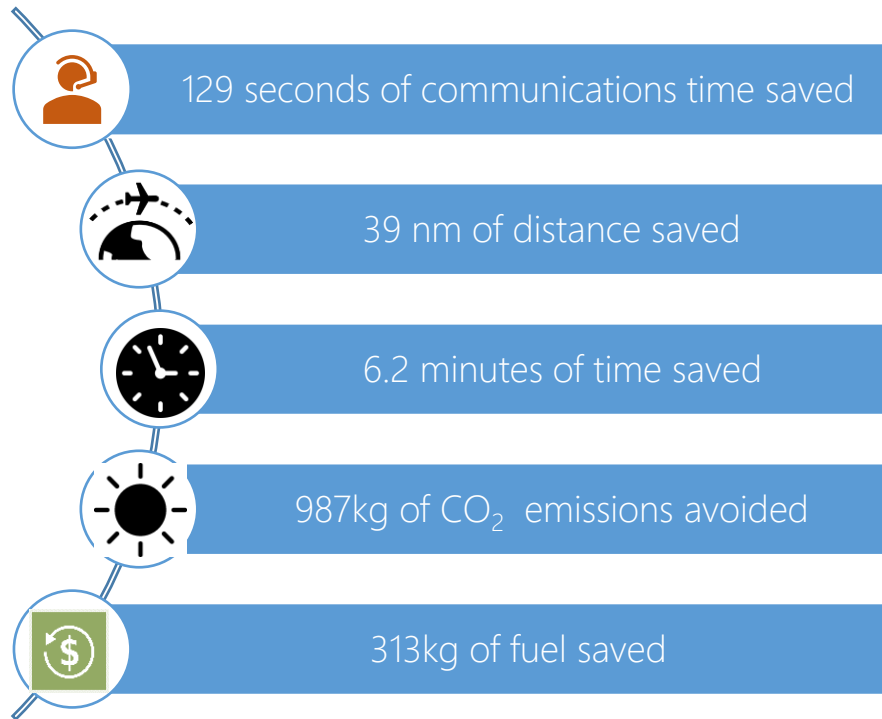 129 seconds of communications time saved
39 nm of distance saved
6.2 minutes of time saved
987kg of CO₂ emissions avoided
$
313kg of fuel saved